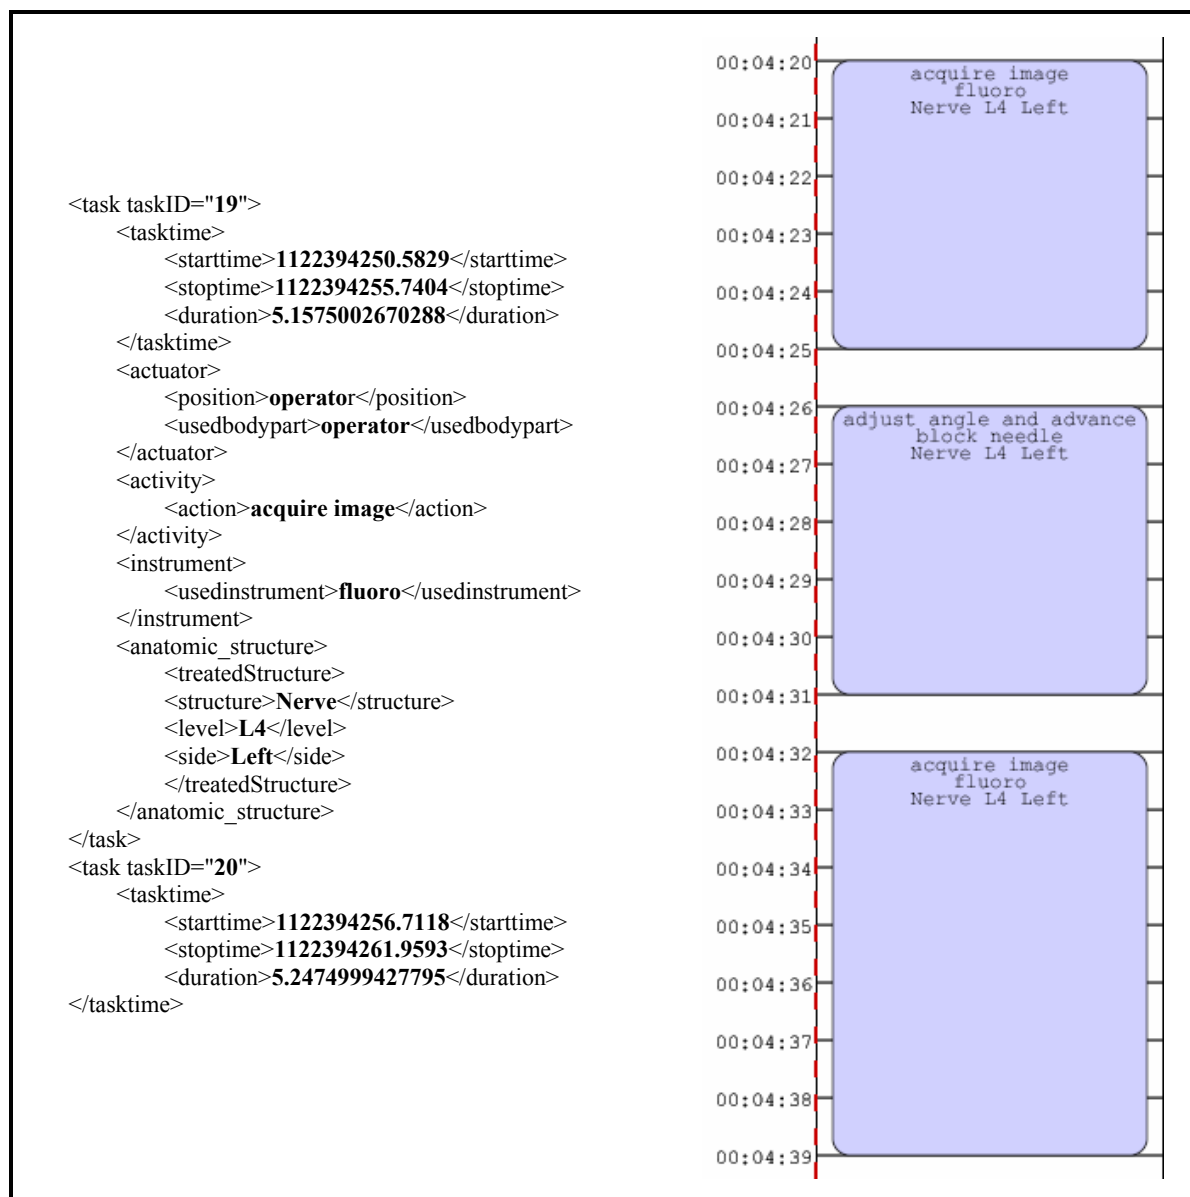 <task taskID="19">
<tasktime>
<starttime>1122394250.5829</starttime>
<stoptime>1122394255.7404</stoptime>
<duration>5.1575002670288</duration>
</tasktime>
<actuator>
<position>operator</position>
<usedbodypart>operator</usedbodypart>
</actuator>
<activity>
<action>acquire image</action>
</activity>
<instrument>
<usedinstrument>fluoro</usedinstrument>
</instrument>
<anatomic_structure>
<treatedStructure>
<structure>Nerve</structure>
<level>L4</level>
<side>Left</side>
</treatedStructure>
</anatomic_structure>
</task>
<task taskID="20">
<tasktime>
<starttime>1122394256.7118</starttime>
<stoptime>1122394261.9593</stoptime>
<duration>5.2474999427795</duration>
</tasktime>
00:04:20
acquire image
fluoro
Nerve L4 Left
00:04:21
00:04:22
00:04:23
00:04:24
00:04:25
00:04:26
adjust angle and advance
block needle
Nerve L4 Left
00:04:27
00:04:28
00:04:29
00:04:30
00:04:31
00:04:32
acquire image
fluoro
Nerve L4 Left
00:04:33
00:04:34
00:04:35
00:04:36
00:04:37
00:04:38
00:04:39